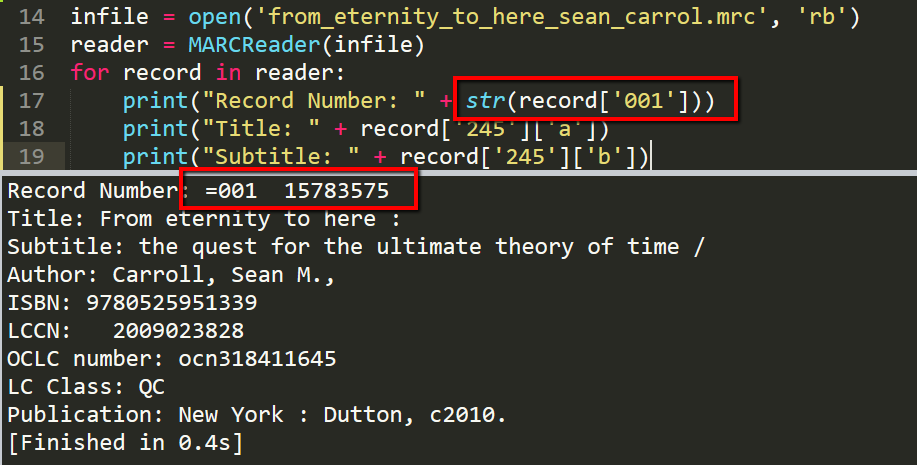 14 infile = open('from_eternity_to_here_sean_carrol.mrc', 'rb')
15 reader = MARCReader(infile)
16 for record in reader:
17     print("Record Number: " + str(record['001']))
18     print("Title: " + record['245']['a'])
19     print("Subtitle: " + record['245']['b'])
Record Number: =001  15783575
Title: From eternity to here :
Subtitle: the quest for the ultimate theory of time /
Author: Carroll, Sean M.,
ISBN: 9780525951339
LCCN:   2009023828
OCLC number: ocn318411645
LC Class: QC
Publication: New York : Dutton, c2010.
[Finished in 0.4s]